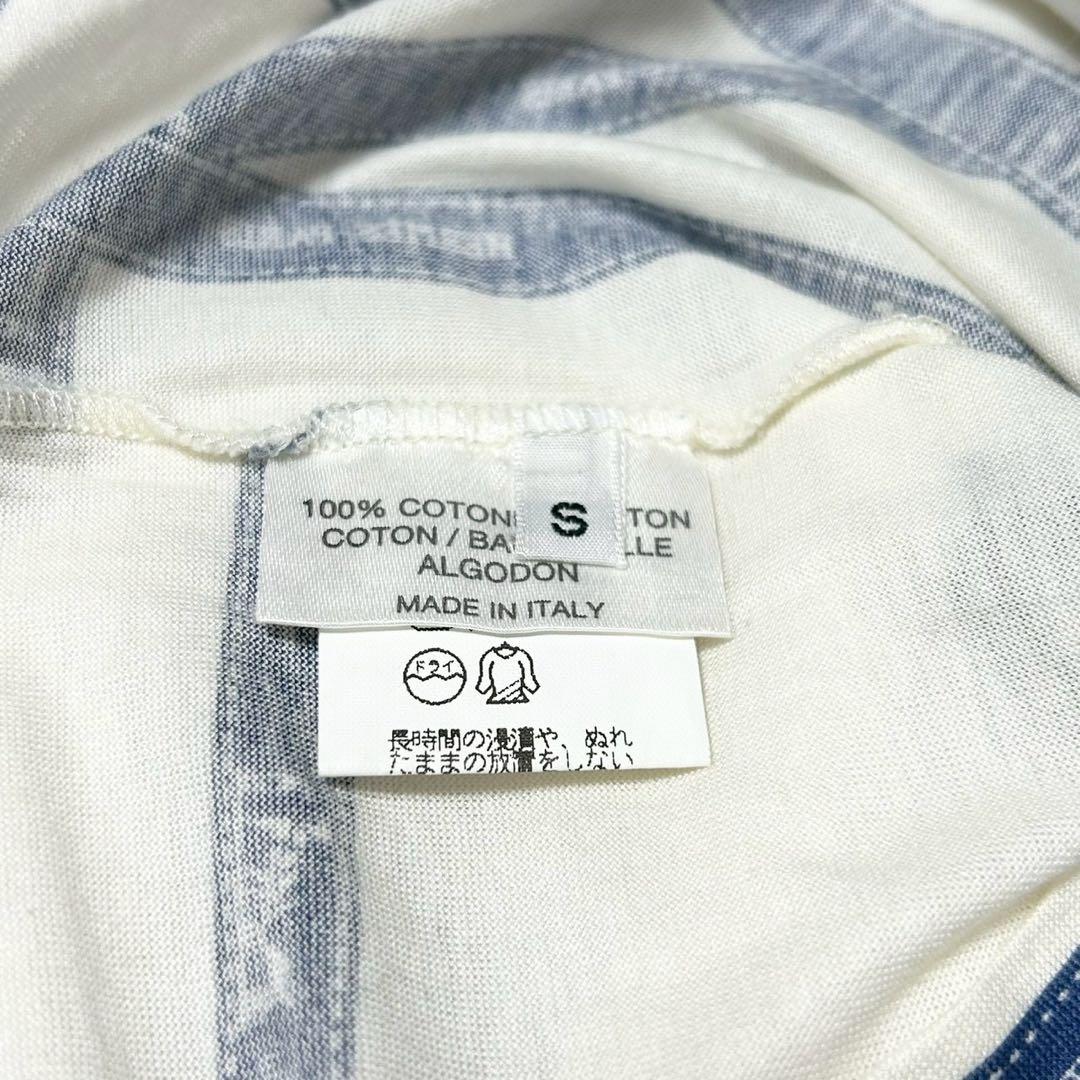 100% COTON S TON
COTON / BA LLE
ALGODON
MADE IN ITALY
ドライ
長時間の浸漬や、ぬれ
たままの放置をしない